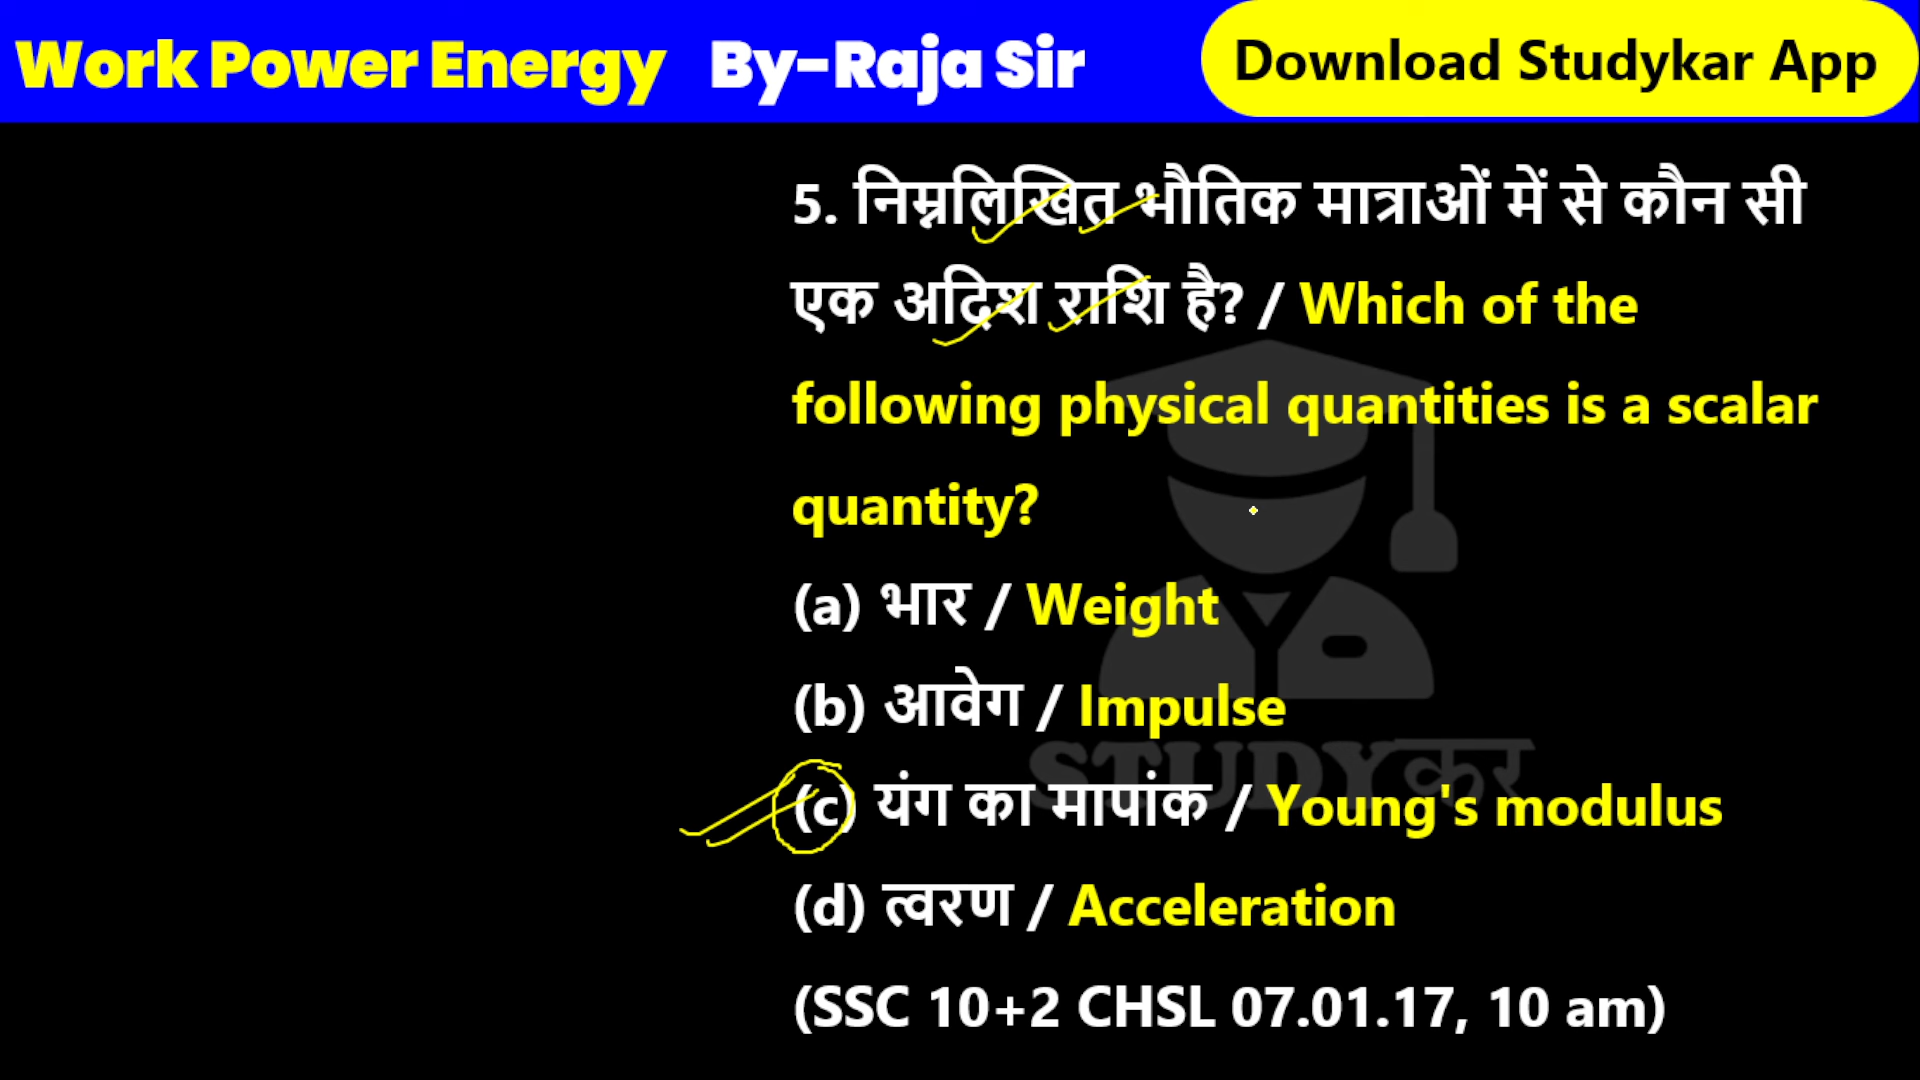 Work Power Energy By-Raja Sir Download Studykar App
5. निम्नलिखित भौतिक मात्राओं में से कौन सी
एक अदिश राशि है? / Which of the
following physical quantities is a scalar
quantity?
(a) भार / Weight
(b) आवेग / Impulse
STUDYकर
(c) यंग का मापांक / Young's modulus
(d) त्वरण / Acceleration
(SSC 10+2 CHSL 07.01.17, 10 am)